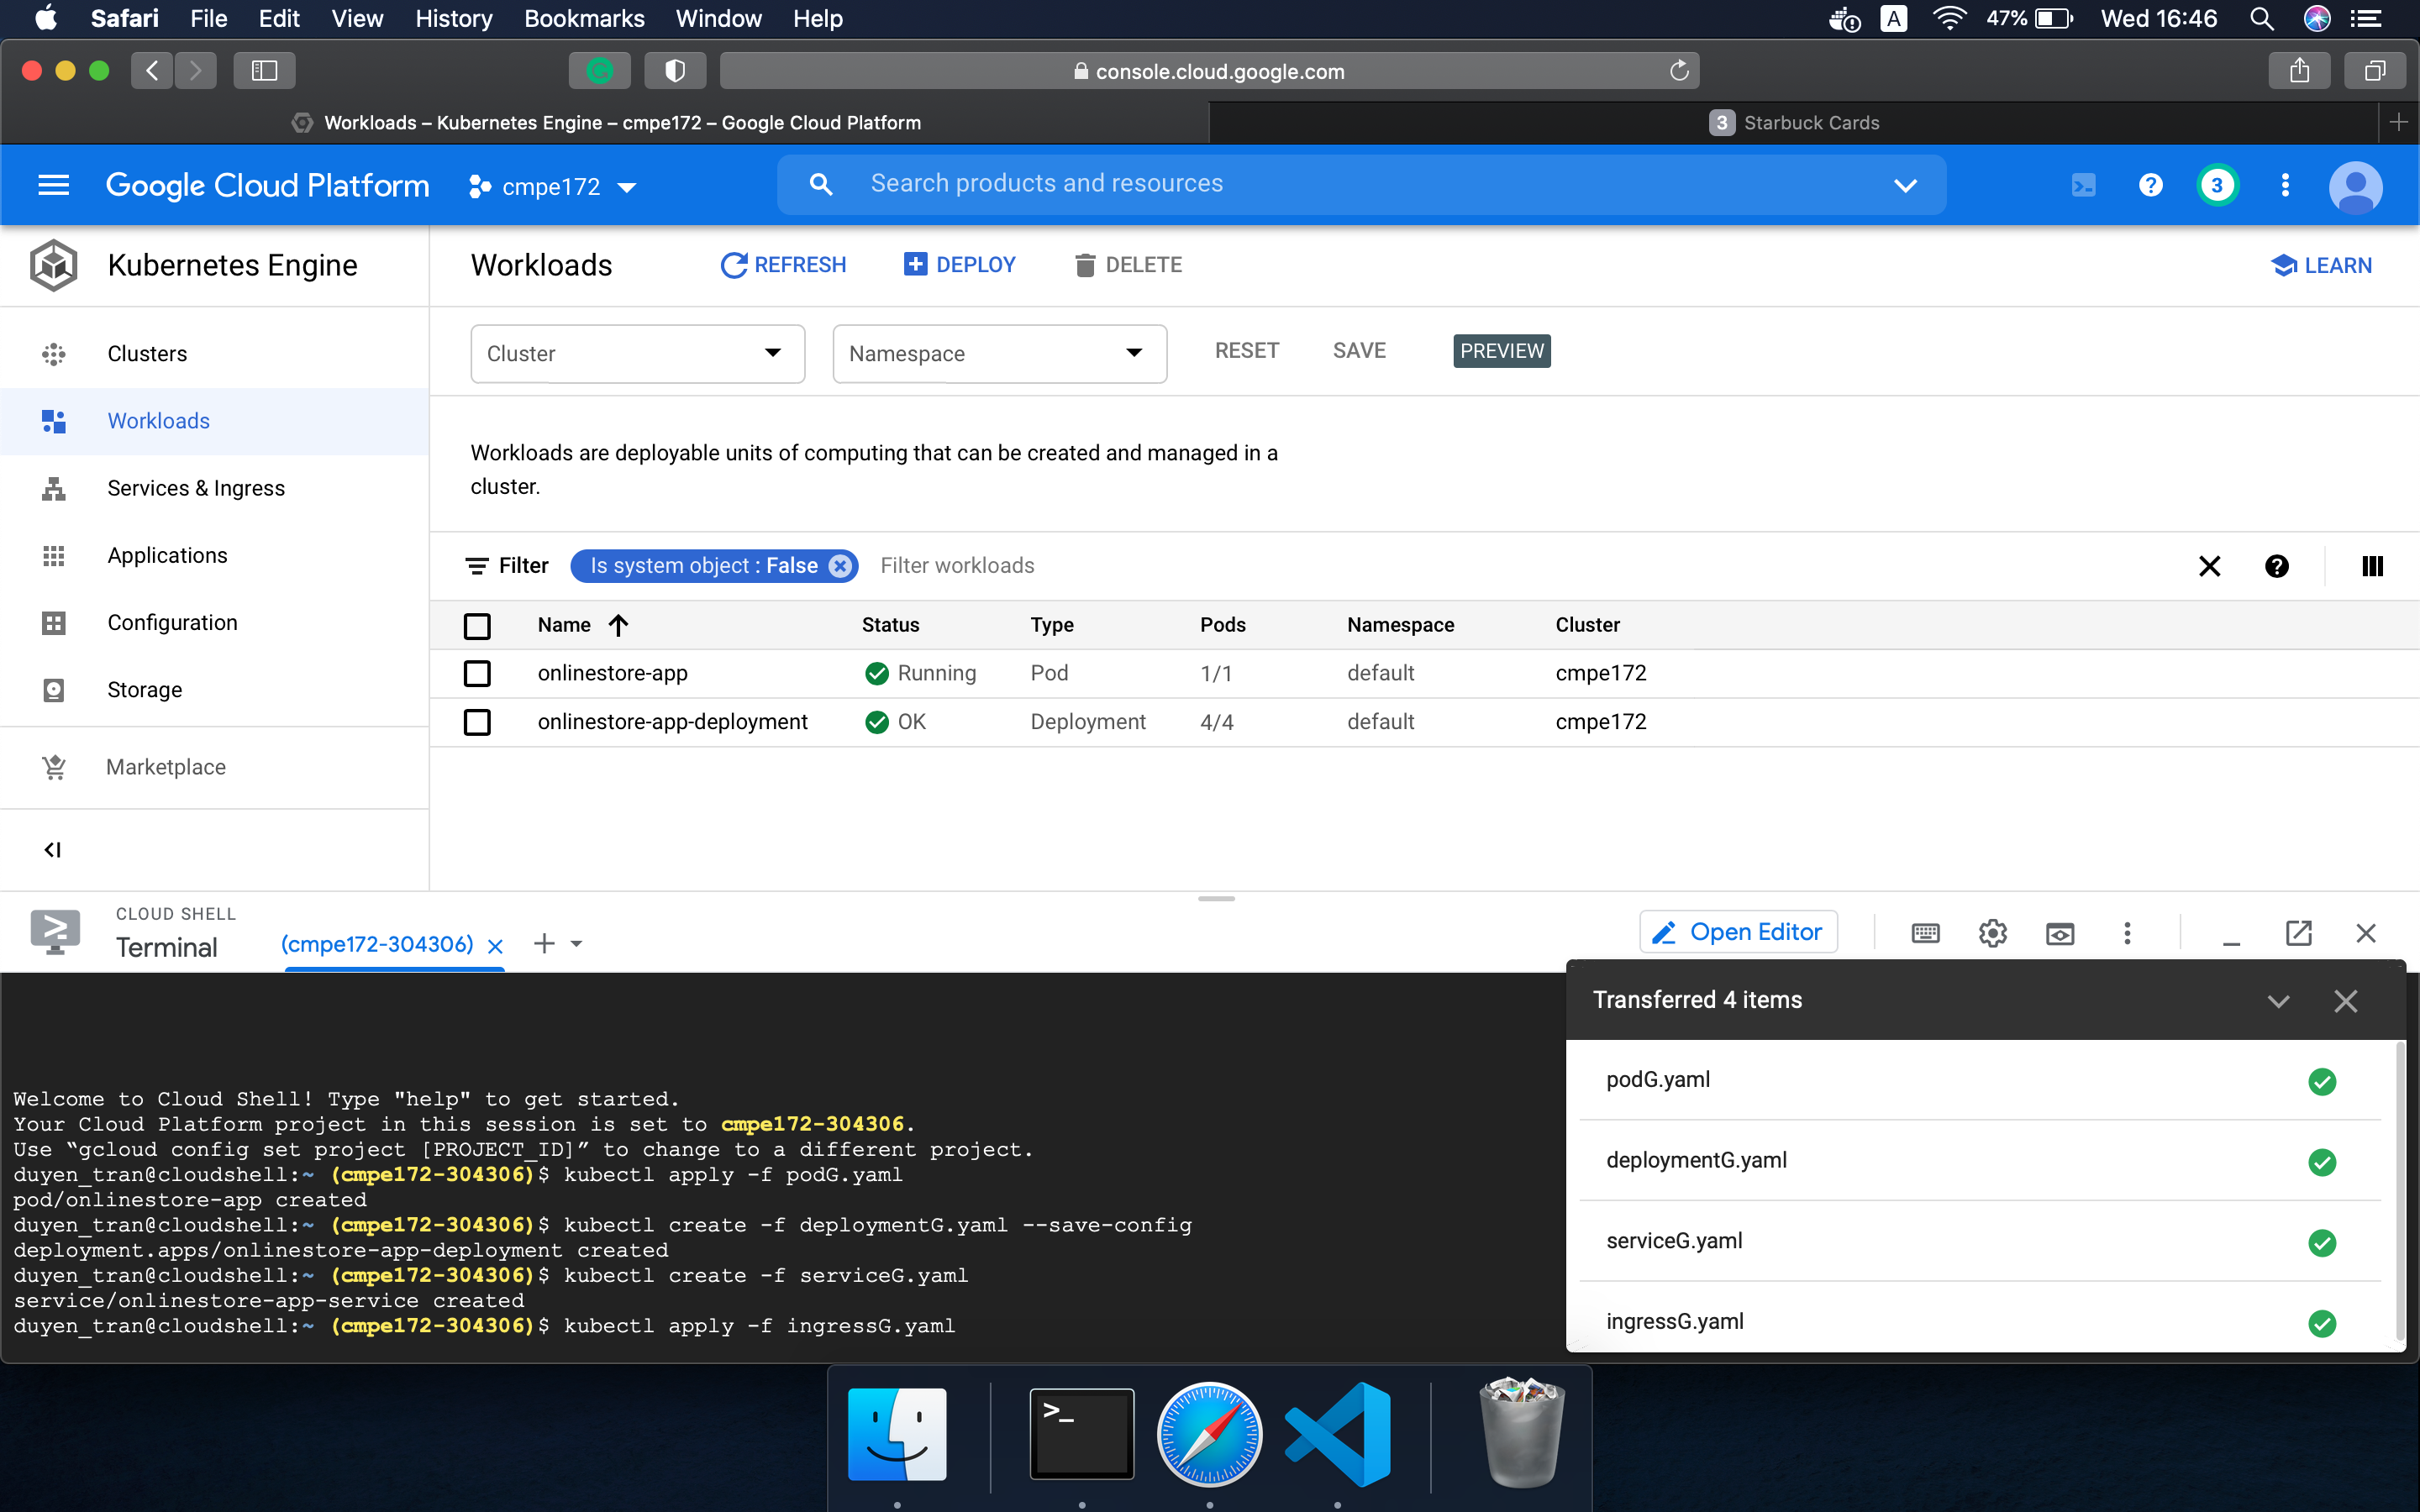 Safari File Edit View History Bookmarks Window Help A 47% Wed 16:46
console.cloud.google.com
Workloads – Kubernetes Engine – cmpe172 – Google Cloud Platform
3 Starbuck Cards
Google Cloud Platform cmpe172 Search products and resources 3
Kubernetes Engine
Workloads REFRESH DEPLOY DELETE LEARN
Clusters
Workloads
Services & Ingress
Applications
Configuration
Storage
Marketplace
Cluster Namespace RESET SAVE PREVIEW
Workloads are deployable units of computing that can be created and managed in a
cluster.
Filter Is system object : False Filter workloads
Name Status Type Pods Namespace Cluster
onlinestore-app Running Pod 1/1 default cmpe172
onlinestore-app-deployment OK Deployment 4/4 default cmpe172
CLOUD SHELL
Terminal (cmpe172-304306) Open Editor
Welcome to Cloud Shell! Type "help" to get started.
Your Cloud Platform project in this session is set to cmpe172-304306.
Use “gcloud config set project [PROJECT_ID]” to change to a different project.
duyen_tran@cloudshell:~ (cmpe172-304306)$ kubectl apply -f podG.yaml
pod/onlinestore-app created
duyen_tran@cloudshell:~ (cmpe172-304306)$ kubectl create -f deploymentG.yaml --save-config
deployment.apps/onlinestore-app-deployment created
duyen_tran@cloudshell:~ (cmpe172-304306)$ kubectl create -f serviceG.yaml
service/onlinestore-app-service created
duyen_tran@cloudshell:~ (cmpe172-304306)$ kubectl apply -f ingressG.yaml
Transferred 4 items
podG.yaml
deploymentG.yaml
serviceG.yaml
ingressG.yaml